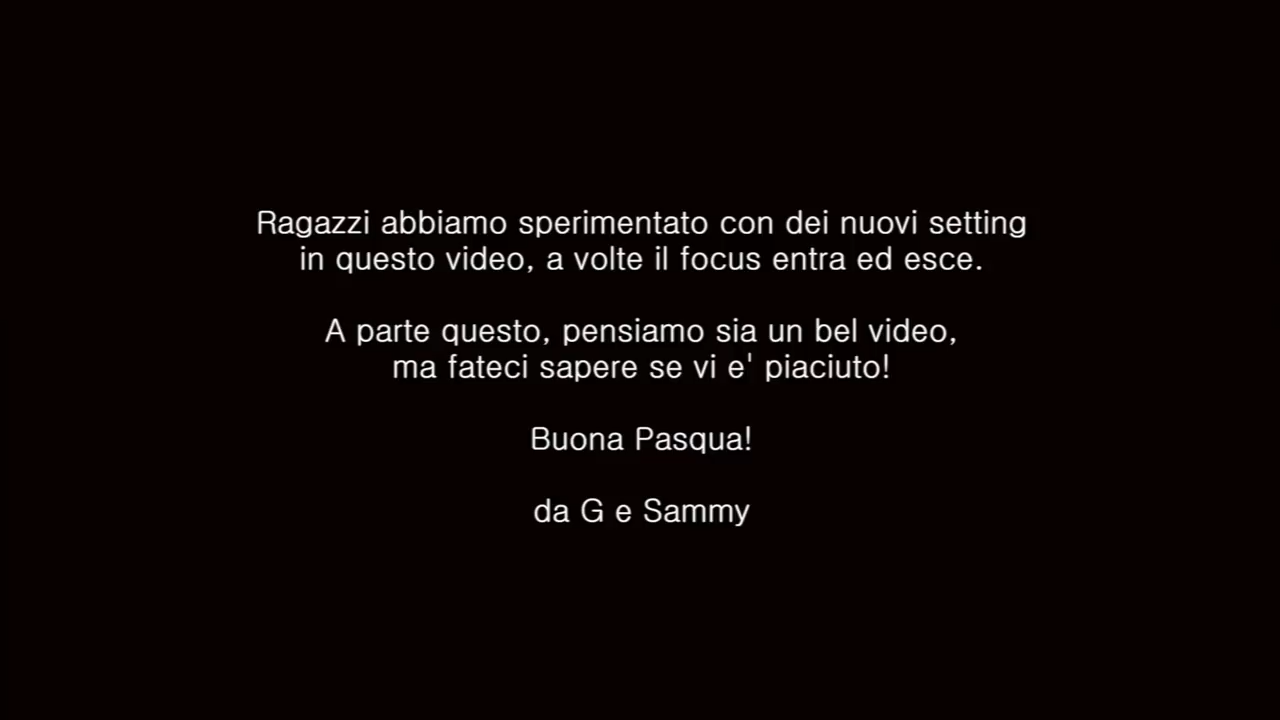 Ragazzi abbiamo sperimentato con dei nuovi setting
in questo video, a volte il focus entra ed esce.
A parte questo, pensiamo sia un bel video,
ma fateci sapere se vi e' piaciuto!
Buona Pasqua!
da G e Sammy